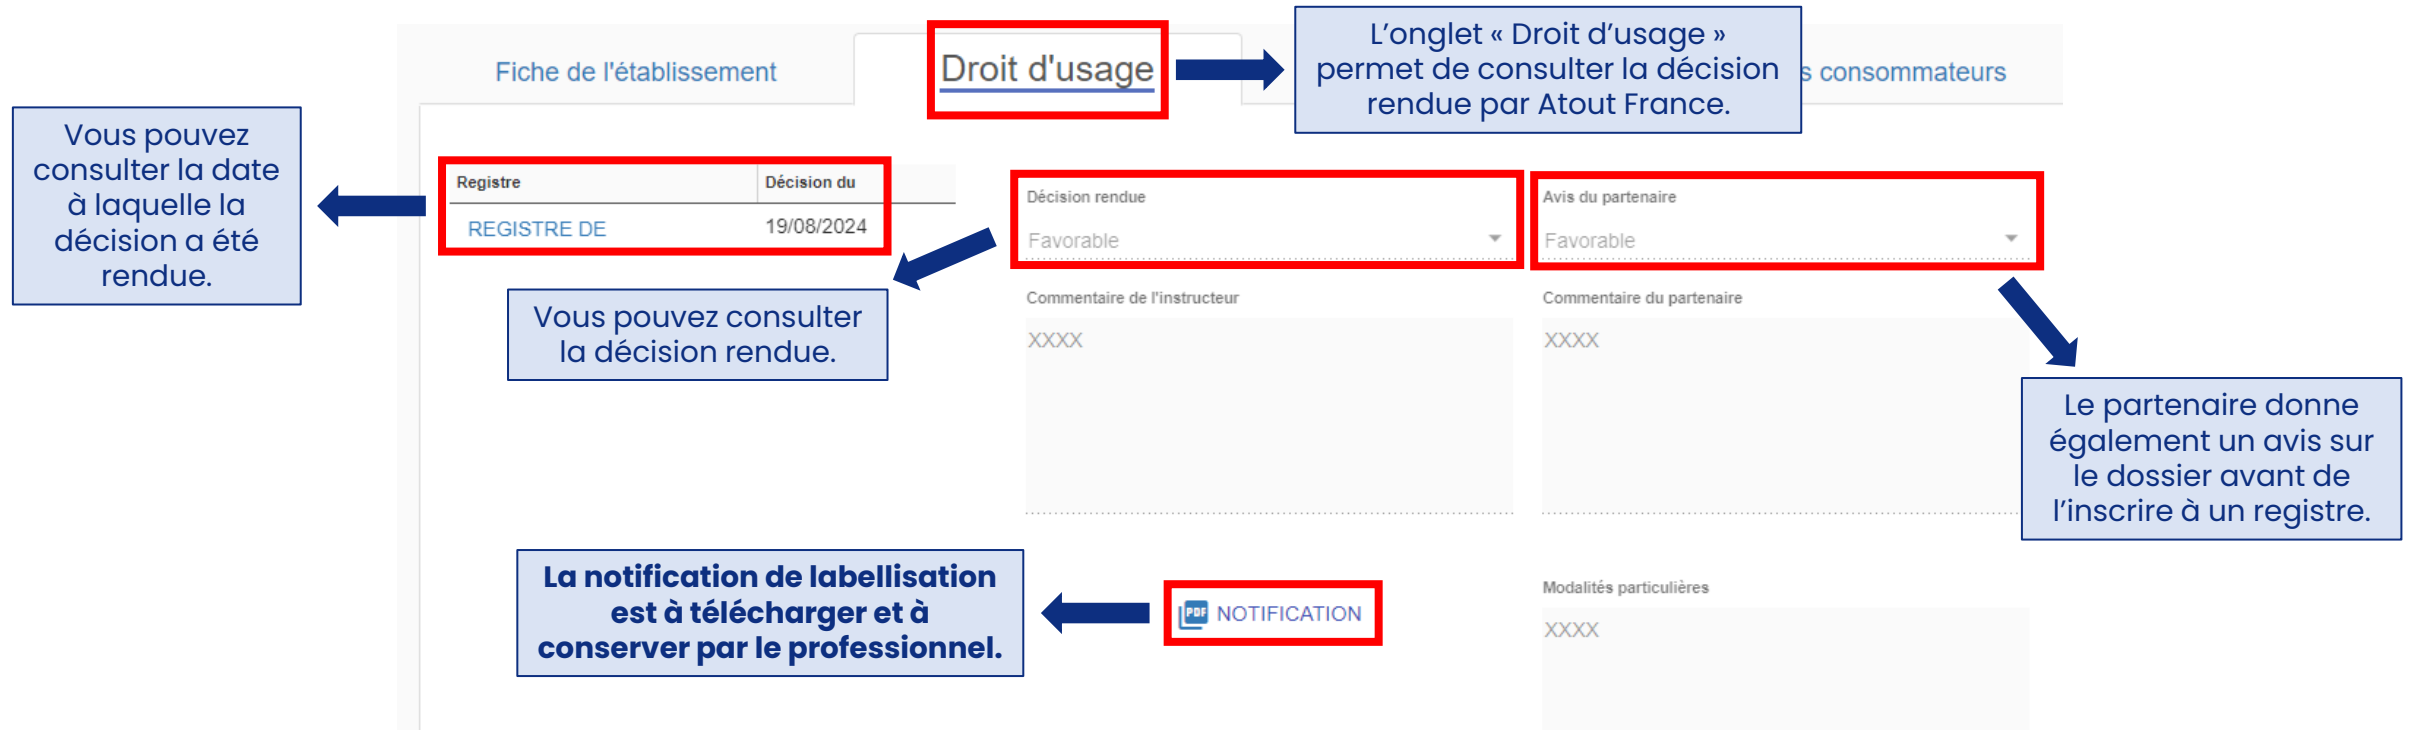 Fiche de l'établissement
Droit d'usage
L’onglet « Droit d’usage »
permet de consulter la décision
rendue par Atout France.
s consommateurs
Vous pouvez
consulter la date
à laquelle la
décision a été
rendue.
Registre
Décision du
REGISTRE DE
19/08/2024
Décision rendue
Favorable
Avis du partenaire
Favorable
Vous pouvez consulter
la décision rendue.
Commentaire de l'instructeur
XXXX
Commentaire du partenaire
XXXX
Le partenaire donne
également un avis sur
le dossier avant de
l’inscrire à un registre.
La notification de labellisation
est à télécharger et à
conserver par le professionnel.
PDF
NOTIFICATION
Modalités particulières
XXXX